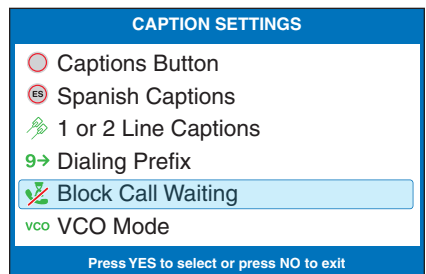 CAPTION SETTINGS
Captions Button
ES Spanish Captions
1 or 2 Line Captions
9→ Dialing Prefix
Block Call Waiting
VCO VCO Mode
Press YES to select or press NO to exit